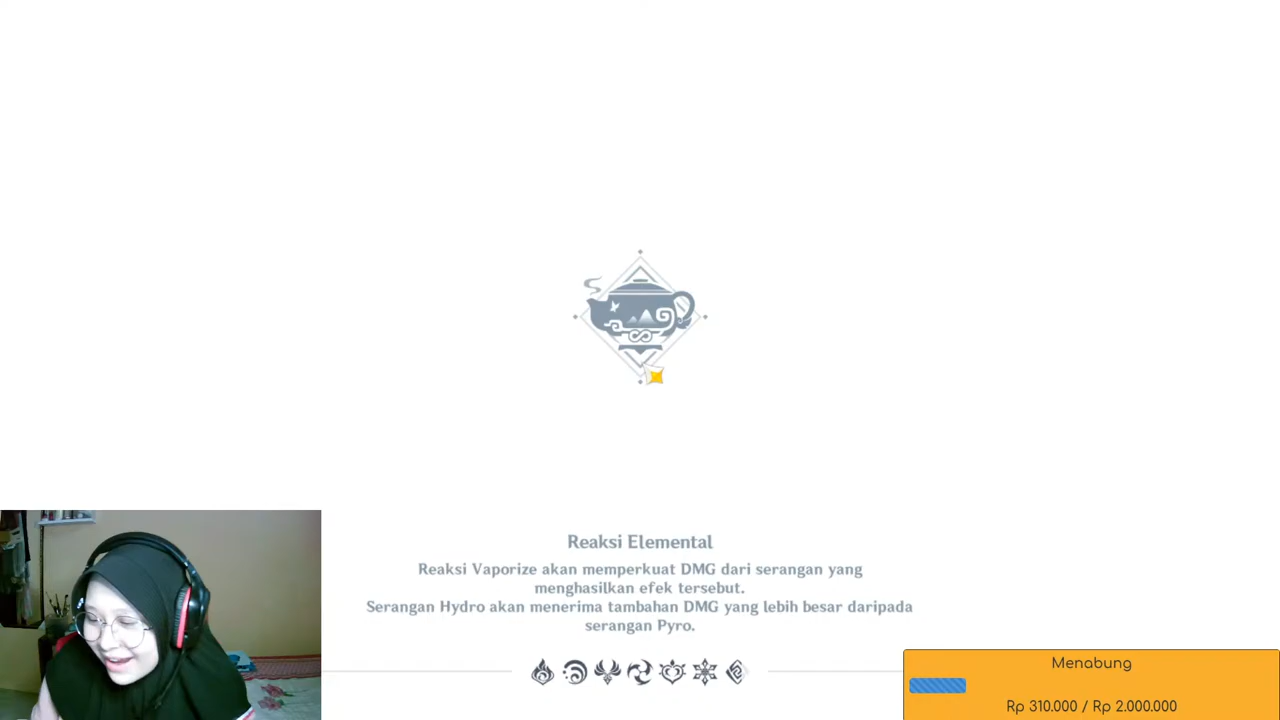 Reaksi Elemental
Reaksi Vaporize akan memperkuat DMG dari serangan yang
menghasilkan efek tersebut.
Serangan Hydro akan menerima tambahan DMG yang lebih besar daripada
serangan Pyro.
Menabung
Rp 310.000 / Rp 2.000.000